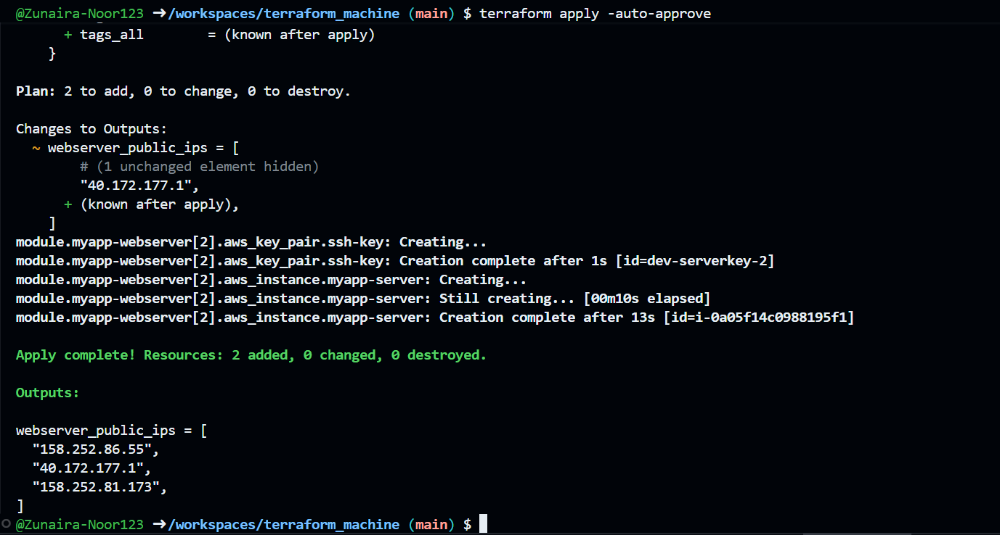 @Zunaira-Noor123 ➜/workspaces/terraform_machine (main) $ terraform apply -auto-approve
+ tags_all = (known after apply)
}
Plan: 2 to add, 0 to change, 0 to destroy.
Changes to Outputs:
~ webserver_public_ips = [
# (1 unchanged element hidden)
"40.172.177.1",
+ (known after apply),
]
module.myapp-webserver[2].aws_key_pair.ssh-key: Creating...
module.myapp-webserver[2].aws_key_pair.ssh-key: Creation complete after 1s [id=dev-serverkey-2]
module.myapp-webserver[2].aws_instance.myapp-server: Creating...
module.myapp-webserver[2].aws_instance.myapp-server: Still creating... [00m10s elapsed]
module.myapp-webserver[2].aws_instance.myapp-server: Creation complete after 13s [id=i-0a05f14c0988195f1]
Apply complete! Resources: 2 added, 0 changed, 0 destroyed.
Outputs:
webserver_public_ips = [
"158.252.86.55",
"40.172.177.1",
"158.252.81.173",
]
@Zunaira-Noor123 ➜/workspaces/terraform_machine (main) $